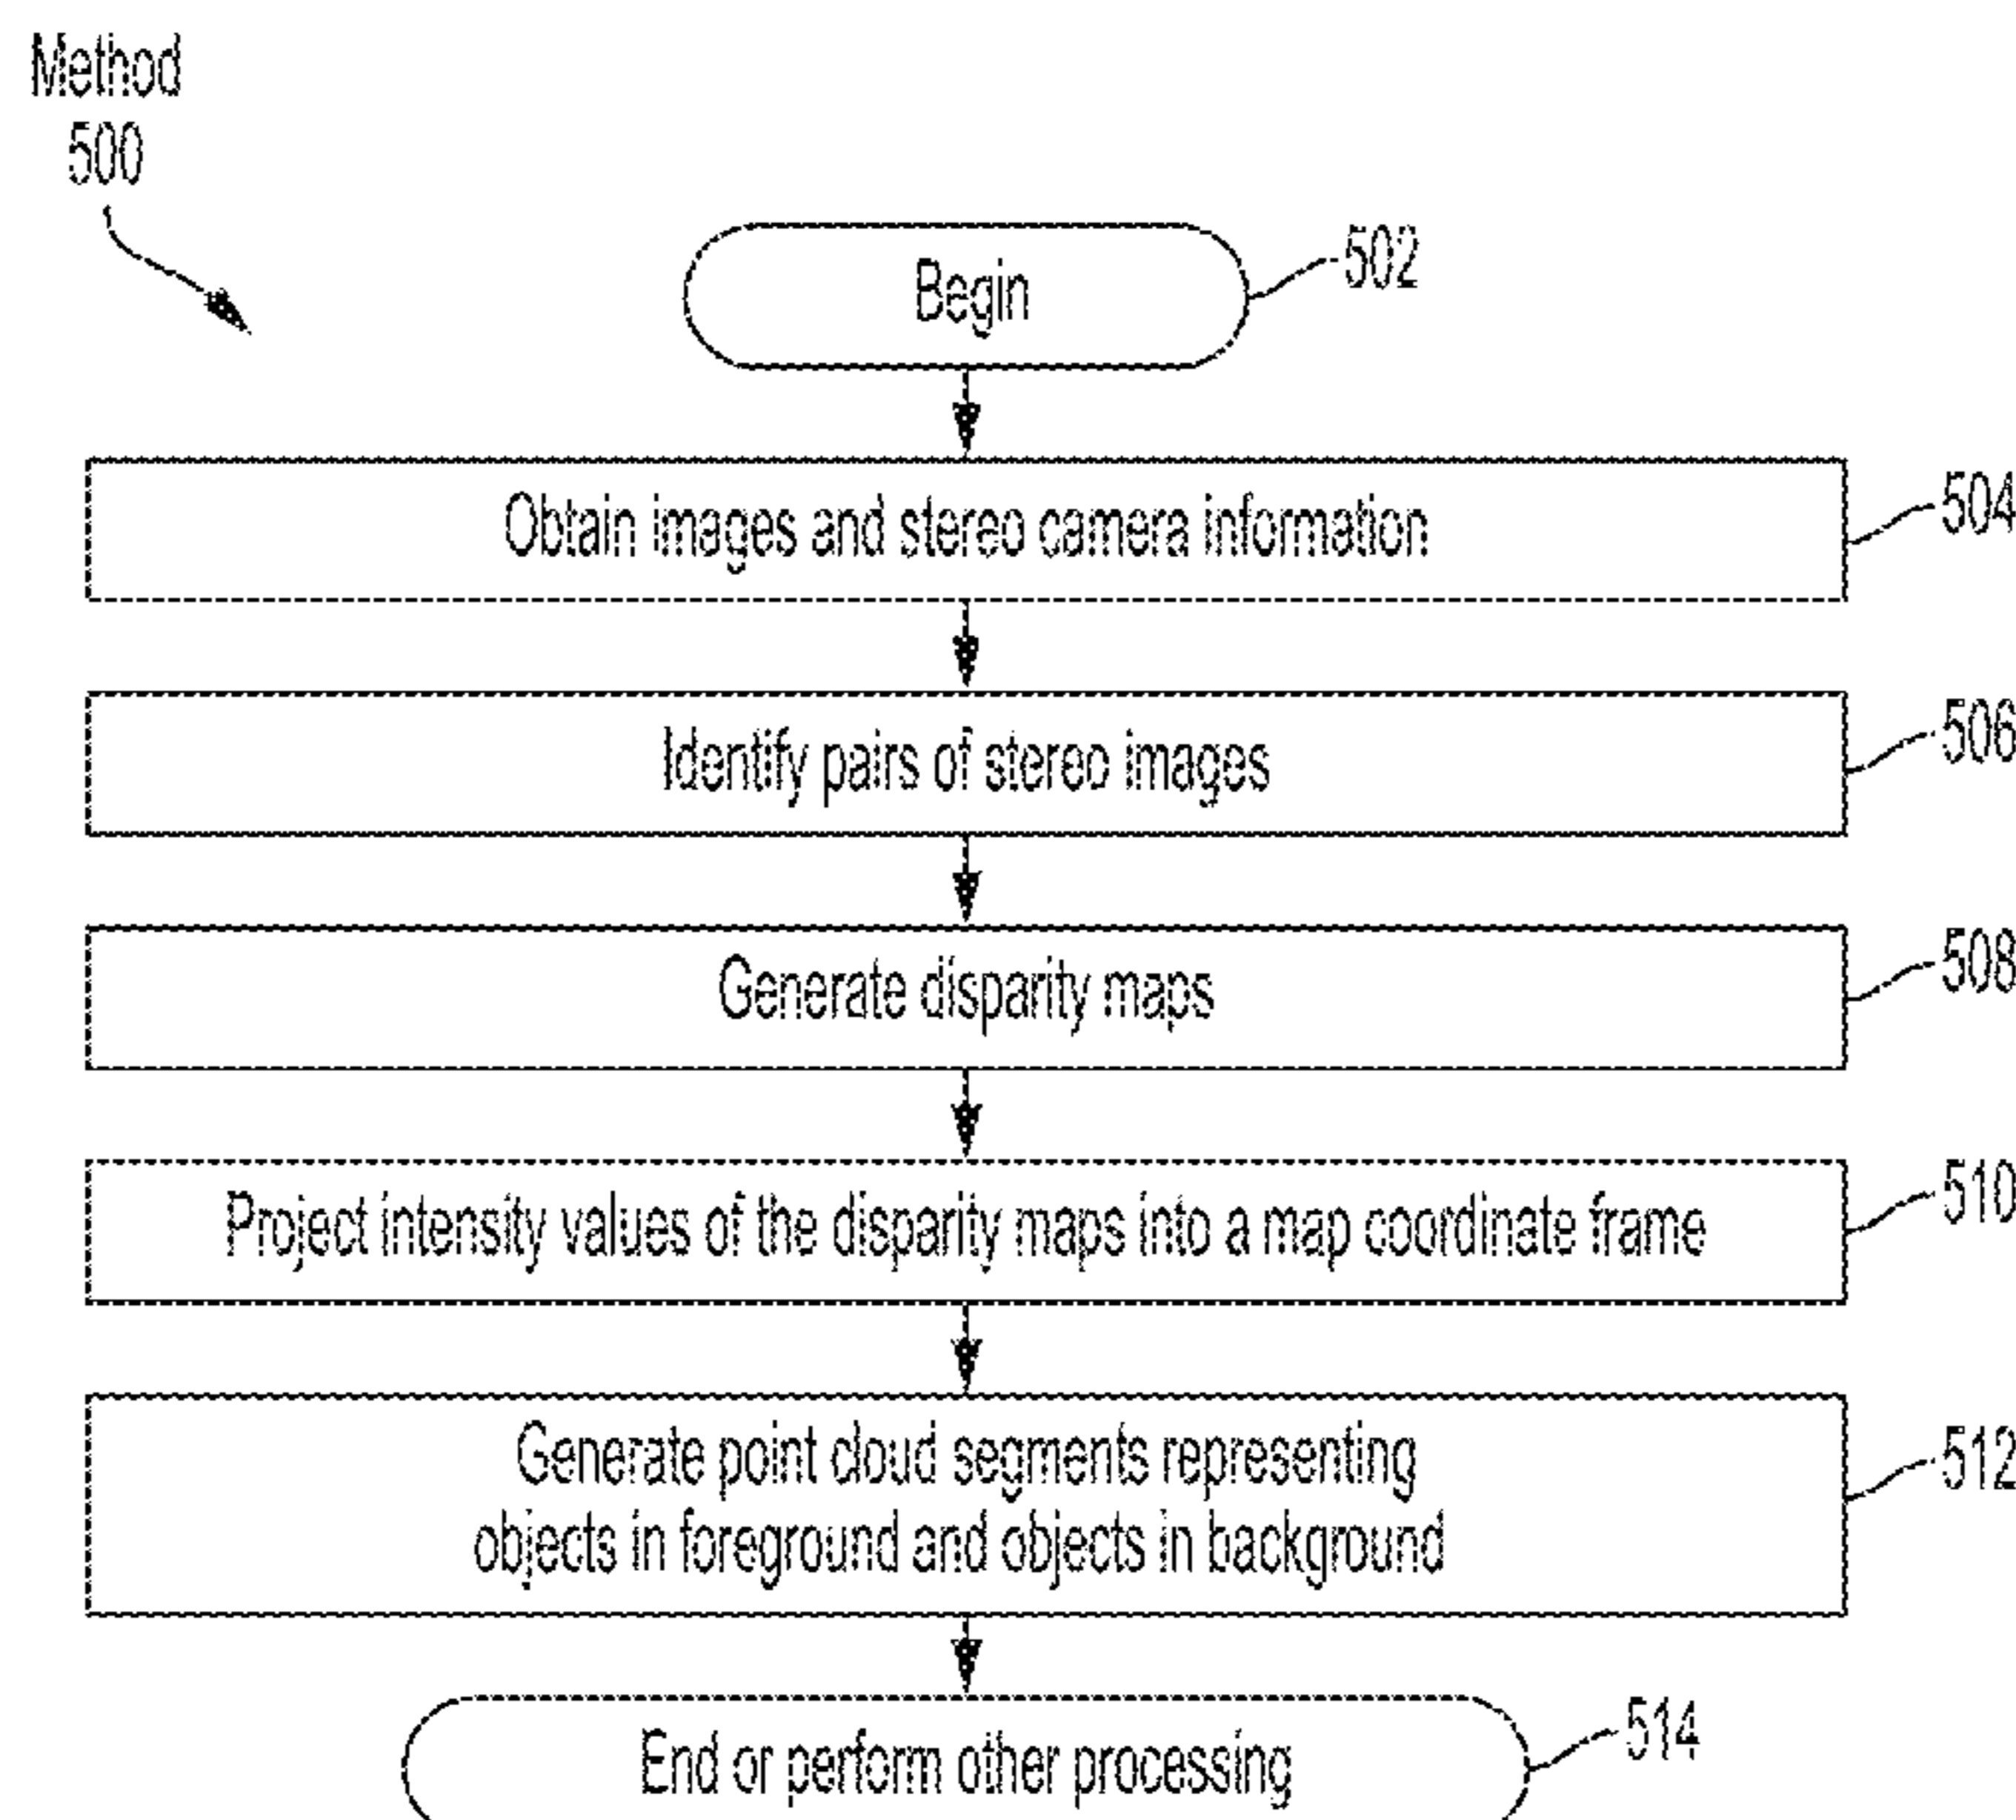 Method
500
Begin
502
Obtain images and stereo camera information
504
Identify pairs of stereo images
506
Generate disparity maps
508
Project intensity values of the disparity maps into a map coordinate frame
510
Generate point cloud segments representing
objects in foreground and objects in background
512
End or perform other processing
514